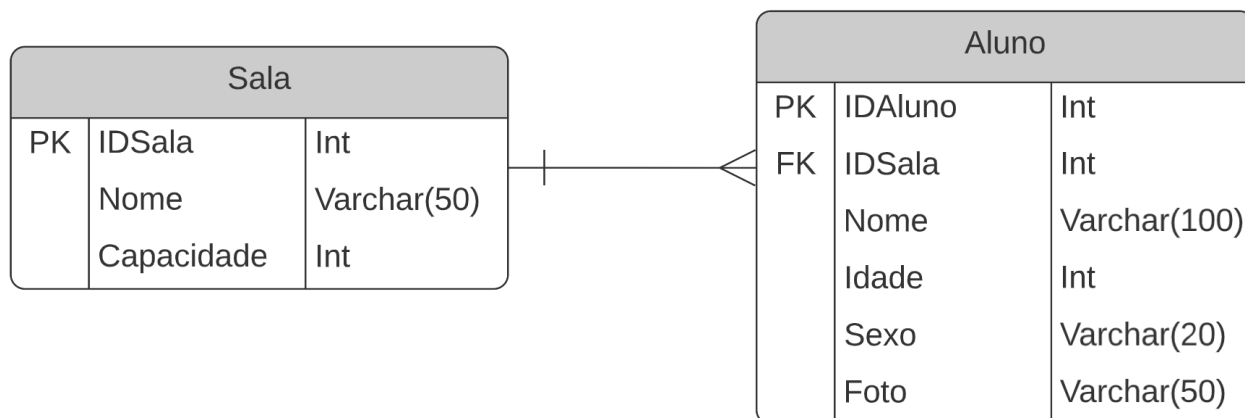 Sala
PK IDSala Int
Nome Varchar(50)
Capacidade Int
Aluno
PK IDAluno Int
FK IDSala Int
Nome Varchar(100)
Idade Int
Sexo Varchar(20)
Foto Varchar(50)